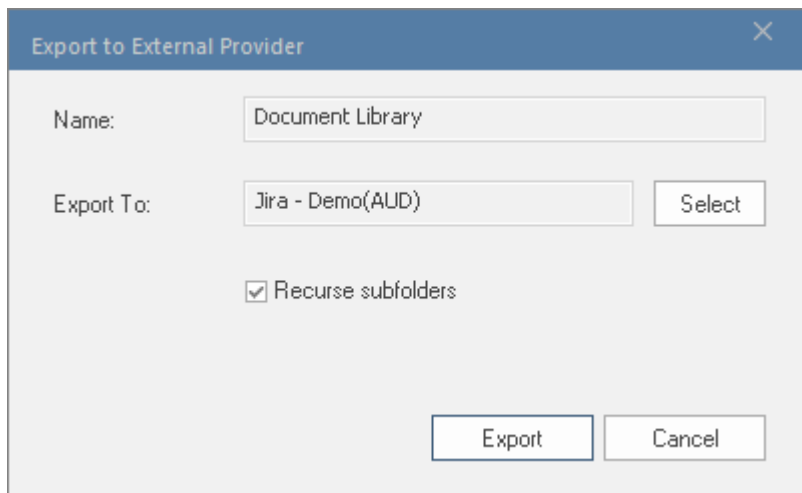 Export to External Provider
Name:
Document Library
Export To:
Jira - Demo(AUD)
Select
Recurse subfolders
Export
Cancel